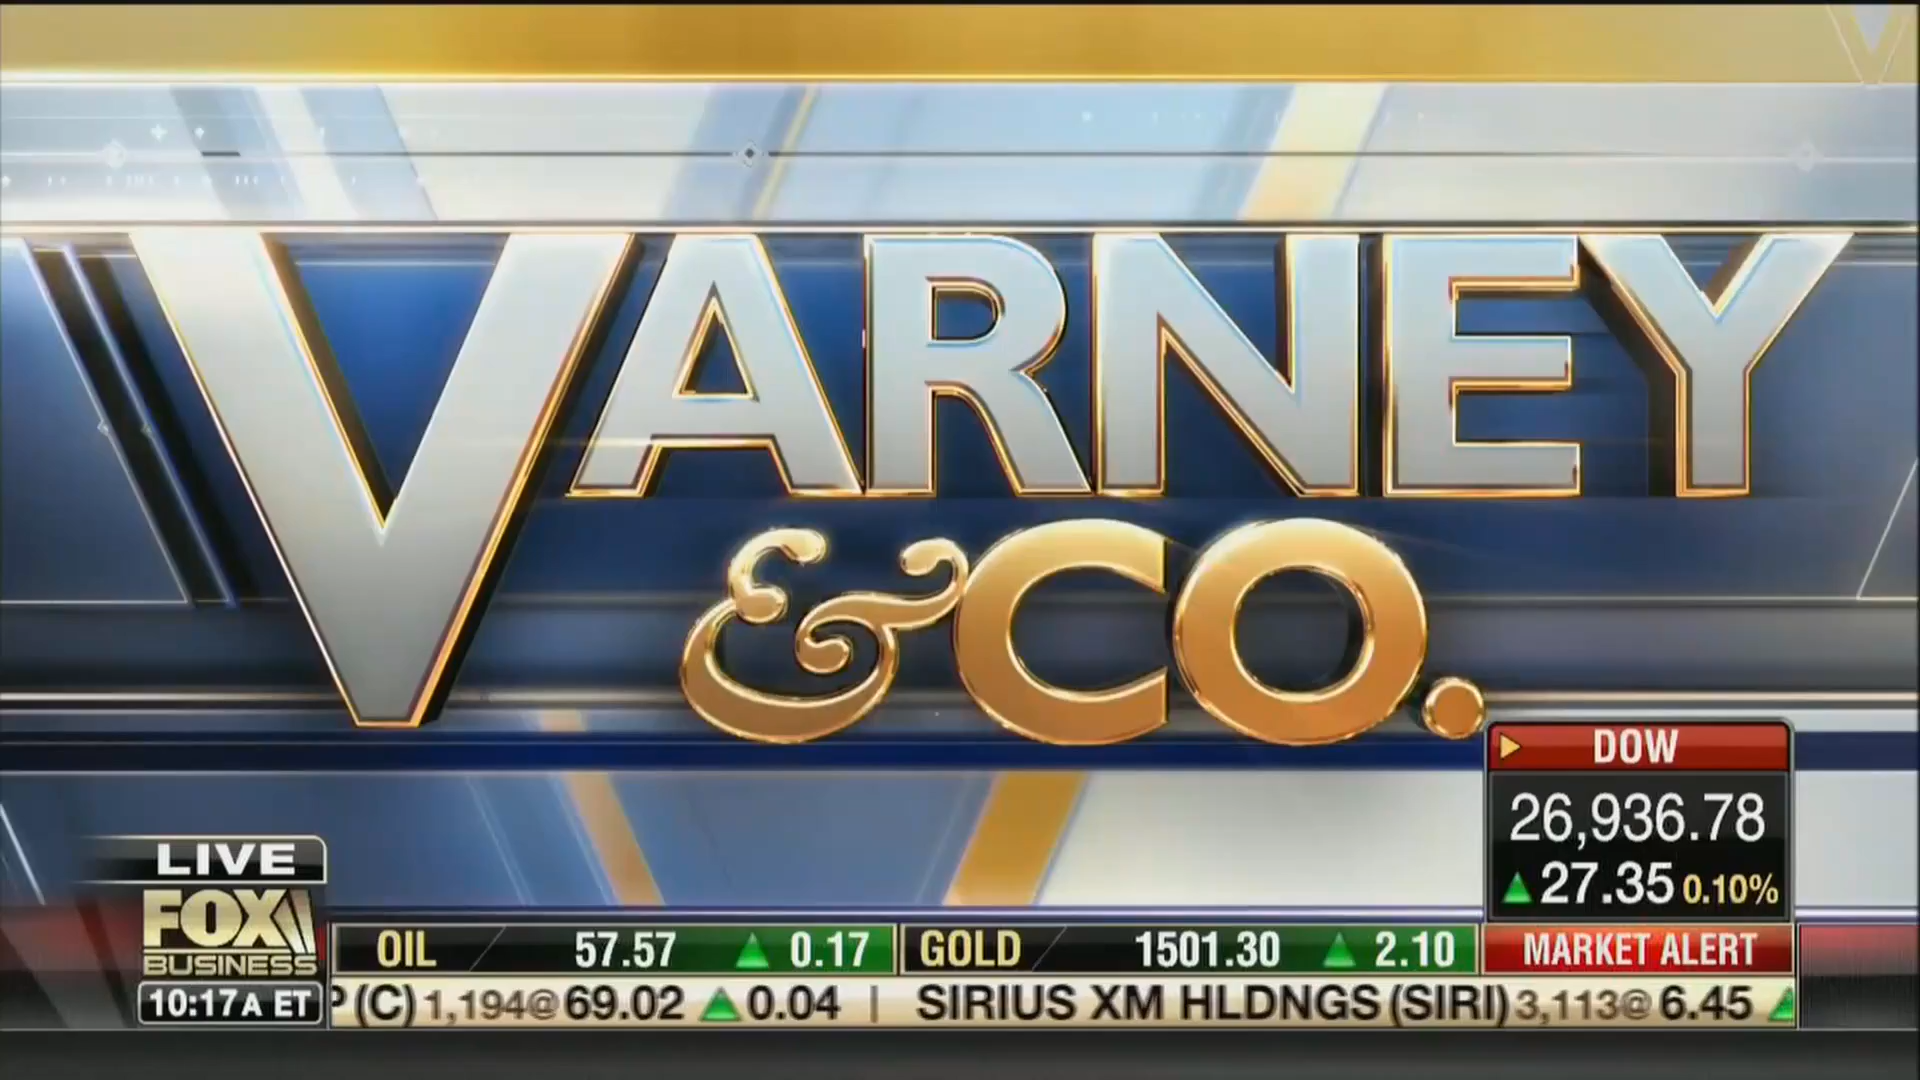 VARNEY
&CO.
DOW
26,936.78
27.35 0.10%
LIVE
FOX
BUSINESS
OIL 57.57 0.17 GOLD 1501.30 2.10 MARKET ALERT
10:17A ET
P (C) 1,194@ 69.02 0.04 | SIRIUS XM HLDNGS (SIRI) 3,113@ 6.45